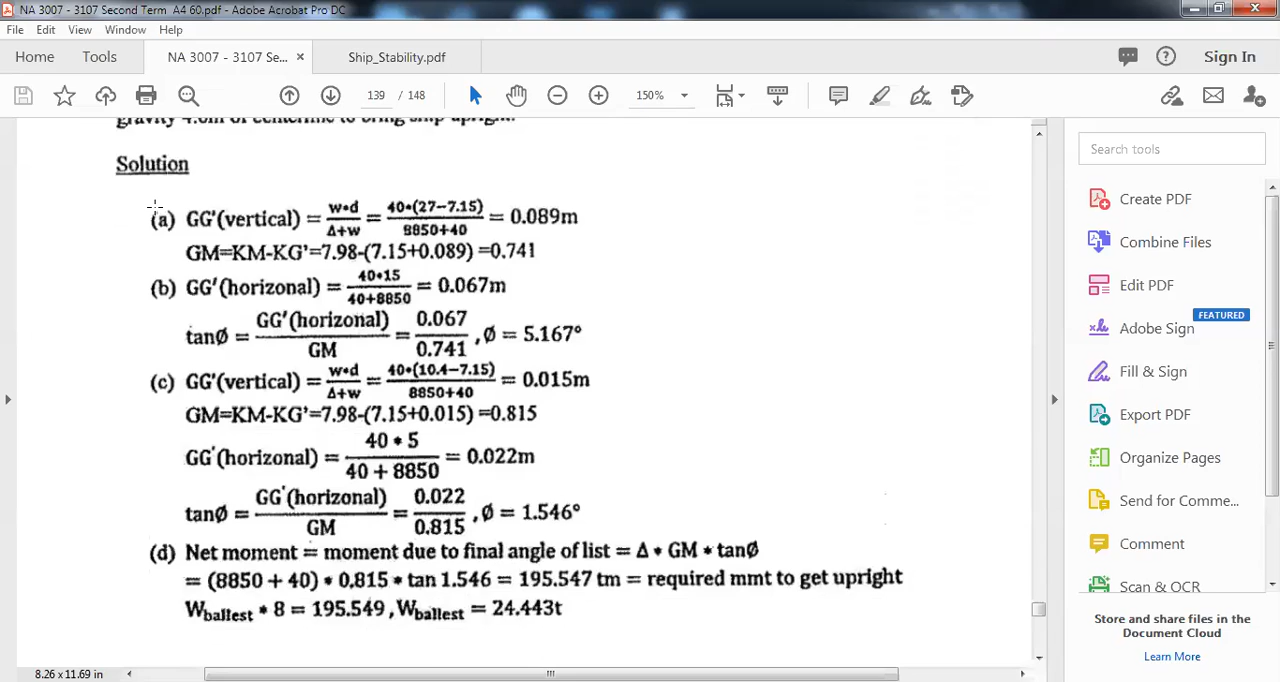 NA 3007 - 3107 Second Term A4 60.pdf - Adobe Acrobat Pro DC
File Edit View Window Help
Home Tools NA 3007 - 3107 Se... × Ship_Stability.pdf Sign In
139 / 148 150%
gravity 4.6m of centerline to bring ship upright.
Solution
(a) GG'(vertical) = w*d / Δ+w = 40*(27−7.15) / 8850+40 = 0.089m
GM=KM-KG'=7.98-(7.15+0.089) =0.741
(b) GG'(horizonal) = 40*15 / 40+8850 = 0.067m
tanØ = GG'(horizonal) / GM = 0.067 / 0.741 , Ø = 5.167°
(c) GG'(vertical) = w*d / Δ+w = 40*(10.4−7.15) / 8850+40 = 0.015m
GM=KM-KG'=7.98-(7.15+0.015) =0.815
GG'(horizonal) = 40 * 5 / 40 + 8850 = 0.022m
tanØ = GG'(horizonal) / GM = 0.022 / 0.815 , Ø = 1.546°
(d) Net moment = moment due to final angle of list = Δ * GM * tanØ
= (8850 + 40) * 0.815 * tan 1.546 = 195.547 tm = required mmt to get upright
Wballest * 8 = 195.549 , Wballest = 24.443t
8.26 x 11.69 in
Search tools
Create PDF
Combine Files
Edit PDF
FEATURED
Adobe Sign
Fill & Sign
Export PDF
Organize Pages
Send for Comme...
Comment
Scan & OCR
Store and share files in the
Document Cloud
Learn More